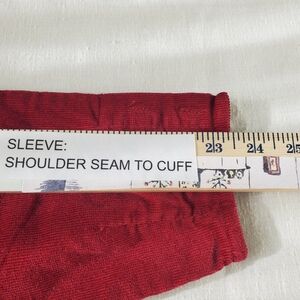 SLEEVE:
SHOULDER SEAM TO CUFF
23 24 25